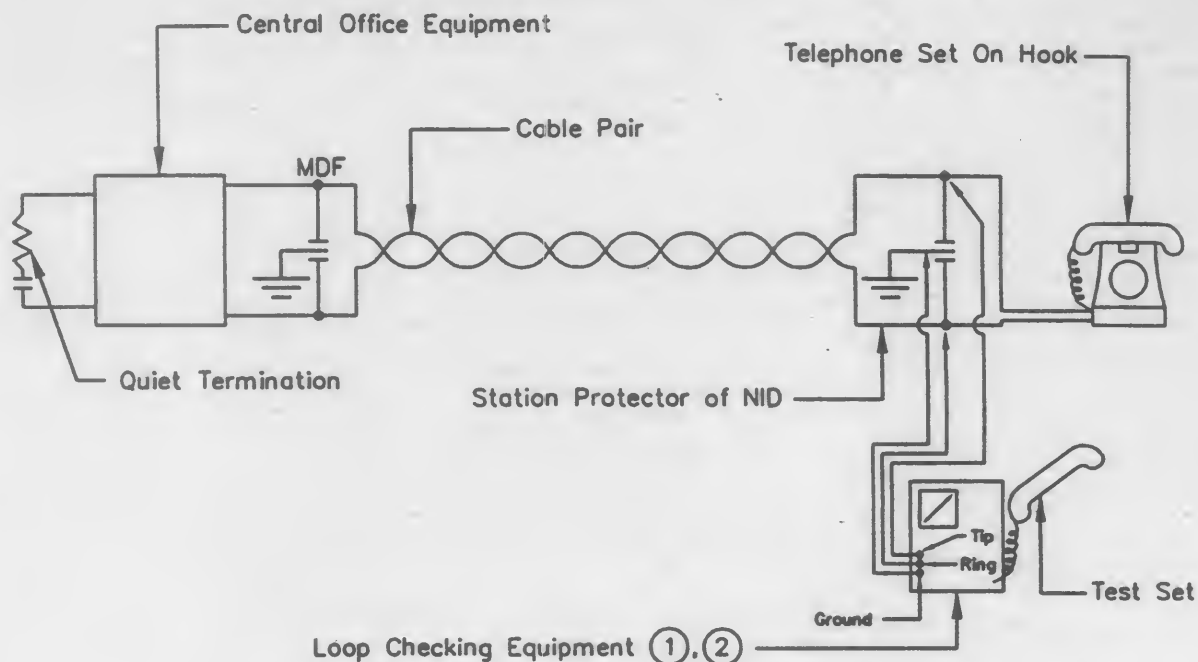 Central Office Equipment
Telephone Set On Hook
Cable Pair
MDF
Quiet Termination
Station Protector of NID
Tip
Ring
Test Set
Ground
Loop Checking Equipment 1, 2